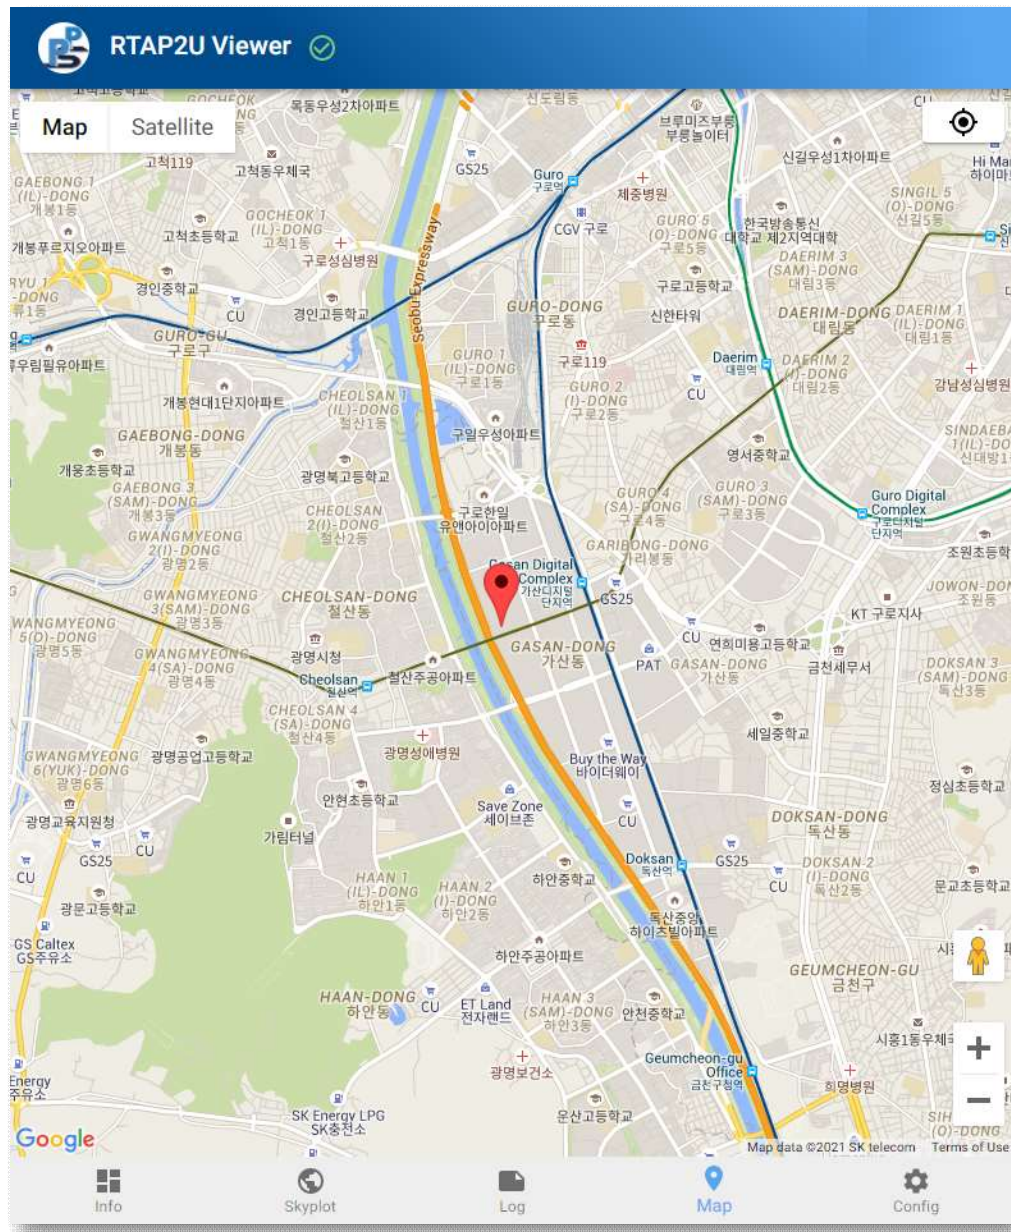 RTAP2U Viewer
Map
Satellite
목동우성2차아파트
신도림동
브루미즈부릉
부릉놀이터
고척119
고척동우체국
GS25
Guro
구로역
제중병원
신길우성1차아파트
GAEBONG 1
(IL)-DONG
개봉1동
개봉푸르지오아파트
고척초등학교
GOCHEOK 1
(IL)-DONG
고척1동
구로성심병원
CGV 구로
GURO 5
(O)-DONG
구로5동
한국방송통신
대학교 제2지역대학
SINGIL 5
(O)-DONG
신길5동
경인중학교
CU
경인고등학교
Seobu Expressway
GURO-DONG
구로동
구로고등학교
신한타워
DAERIM 3
(SAM)-DONG
대림3동
DAERIM-DONG
대림동
DAERIM 1
(IL)-DONG
대림1동
GURO-GU
구로구
우림필유아파트
GURO 1
(IL)-DONG
구로1동
구로119
Daerim
대림역
DAERIM 2
(I)-DONG
대림2동
강남성심병원
개봉현대1단지아파트
CHEOLSAN 1
(IL)-DONG
철산1동
GURO 2
(I)-DONG
구로2동
CU
GAEBONG-DONG
개봉동
구일우성아파트
영서중학교
개웅초등학교
광명북고등학교
GAEBONG 3
(SAM)-DONG
개봉3동
CHEOLSAN
2(I)-DONG
철산2동
구로한일
유앤아이아파트
GURO 4
(SA)-DONG
구로4동
GURO 3
(SAM)-DONG
구로3동
Guro Digital
Complex
구로디지털
단지역
GWANGMYEONG
2(I)-DONG
광명2동
GARIBONG-DONG
가리봉동
Gasan Digital
Complex
가산디지털
단지역
GS25
GWANGMYEONG
3(SAM)-DONG
광명3동
CHEOLSAN-DONG
철산동
KT 구로지사
광명5동
광명시청
GWANGMYEONG
4(SA)-DONG
광명4동
Cheolsan
철산역
철산주공아파트
GASAN-DONG
가산동
PAT
CU
연희미용고등학교
GASAN-DONG
가산동
금천세무서
DOKSAN 3
(SAM)-DONG
독산3동
CHEOLSAN 4
(SA)-DONG
철산4동
광명성애병원
세일중학교
GWANGMYEONG
6(YUK)-DONG
광명6동
광명공업고등학교
Buy the Way
바이더웨이
안현초등학교
Save Zone
세이브존
CU
정심초등학교
광명교육지원청
가림터널
DOKSAN-DONG
독산동
CU
GS25
CU
HAAN 1
(IL)-DONG
하안1동
HAAN 2
(I)-DONG
하안2동
하안중학교
Doksan
독산역
GS25
CU
DOKSAN 2
(I)-DONG
독산2동
문교초등학교
광문고등학교
독산중앙
하이츠빌아파트
GS Caltex
GS주유소
하안주공아파트
GEUMCHEON-GU
금천구
HAAN-DONG
하안동
CU
ET Land
전자랜드
HAAN 3
(SAM)-DONG
하안3동
안천중학교
시흥1동우체국
광명보건소
Geumcheon-gu
Office
금천구청역
희명병원
Energy
주유소
SK Energy LPG
SK충전소
운산고등학교
Google
Map data ©2021 SK telecom
Terms of Use
Info
Skyplot
Log
Map
Config